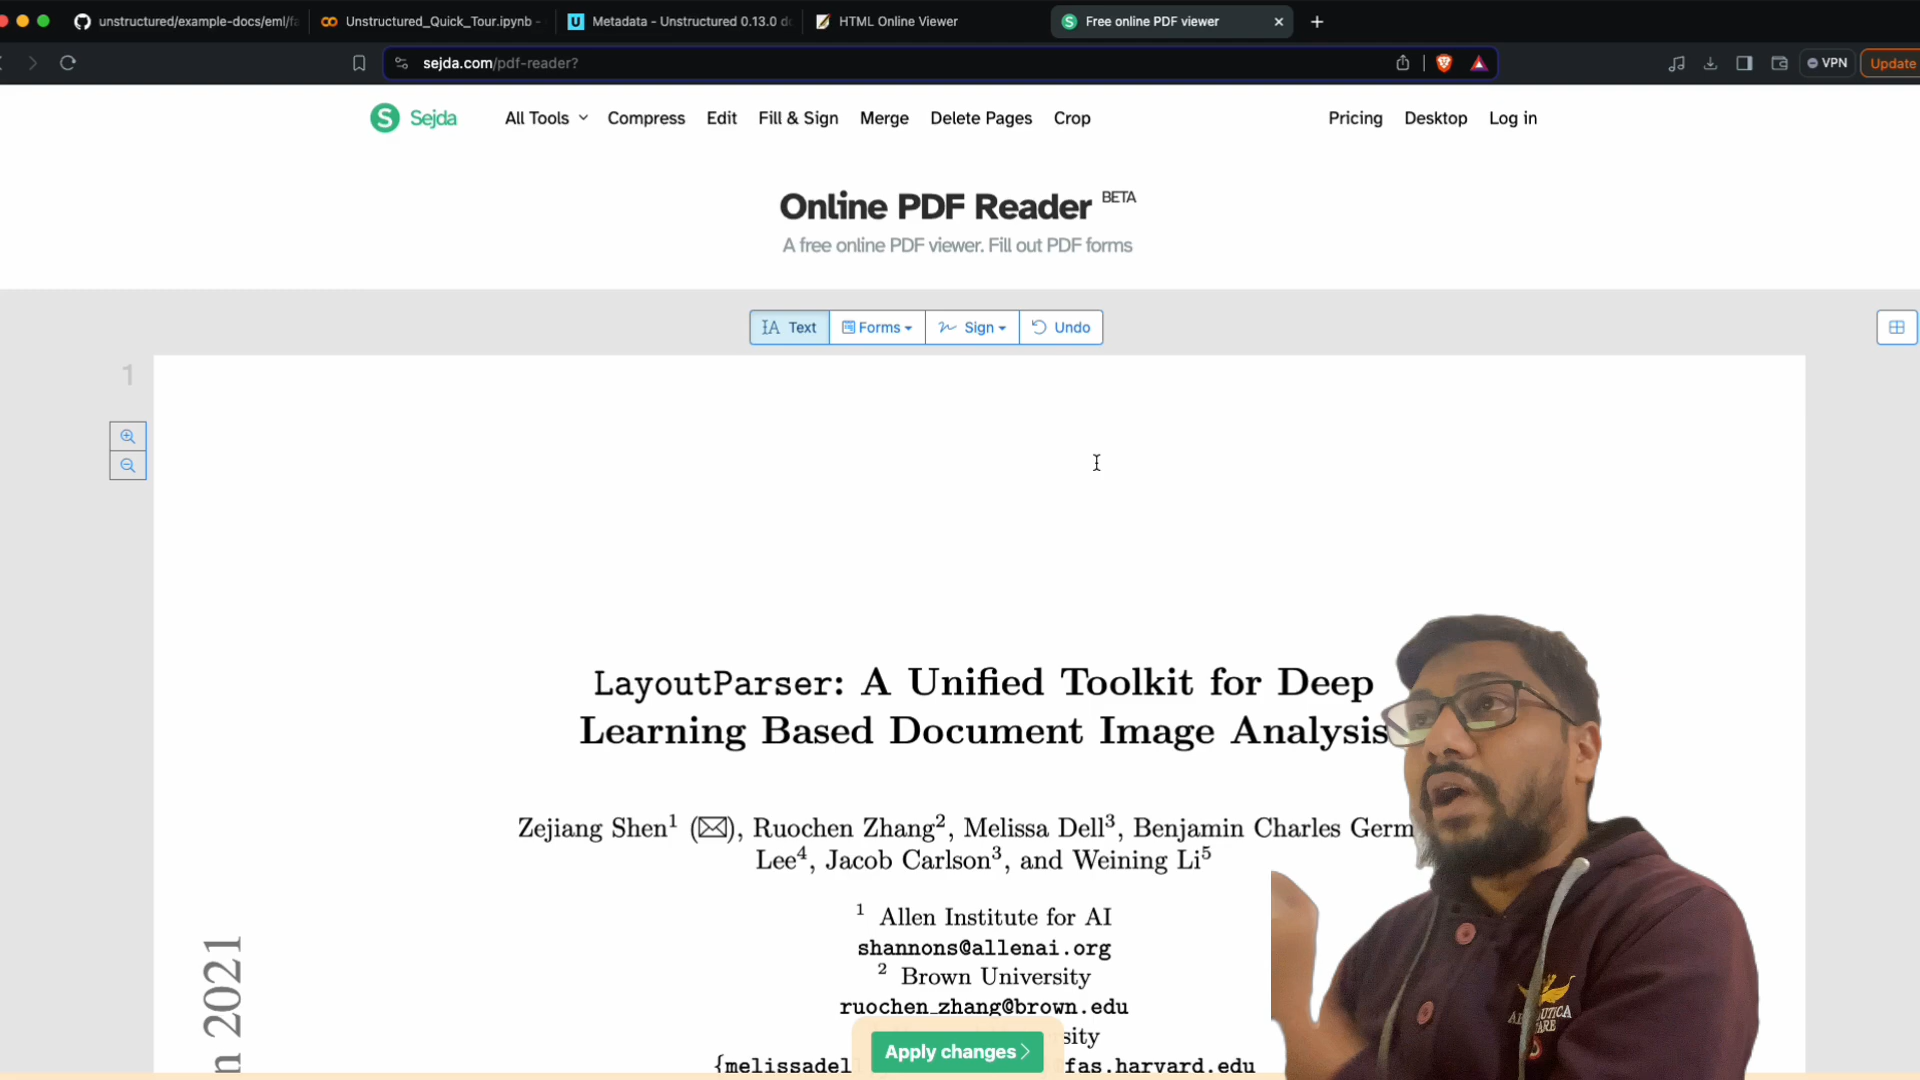 unstructured/example-docs/eml/fa
Unstructured_Quick_Tour.ipynb -
Metadata - Unstructured 0.13.0 do
HTML Online Viewer
Free online PDF viewer
sejda.com/pdf-reader?
VPN
Update
S Sejda
All Tools
Compress
Edit
Fill & Sign
Merge
Delete Pages
Crop
Pricing
Desktop
Log in
Online PDF Reader BETA
A free online PDF viewer. Fill out PDF forms
Text
Forms
Sign
Undo
1
LayoutParser: A Unified Toolkit for Deep
Learning Based Document Image Analysis
Zejiang Shen¹ (✉), Ruochen Zhang², Melissa Dell³, Benjamin Charles Germ
Lee⁴, Jacob Carlson³, and Weining Li⁵
¹ Allen Institute for AI
shannons@allenai.org
² Brown University
ruochen_zhang@brown.edu
sity
{melissadel
fas.harvard.edu
Apply changes
n 2021